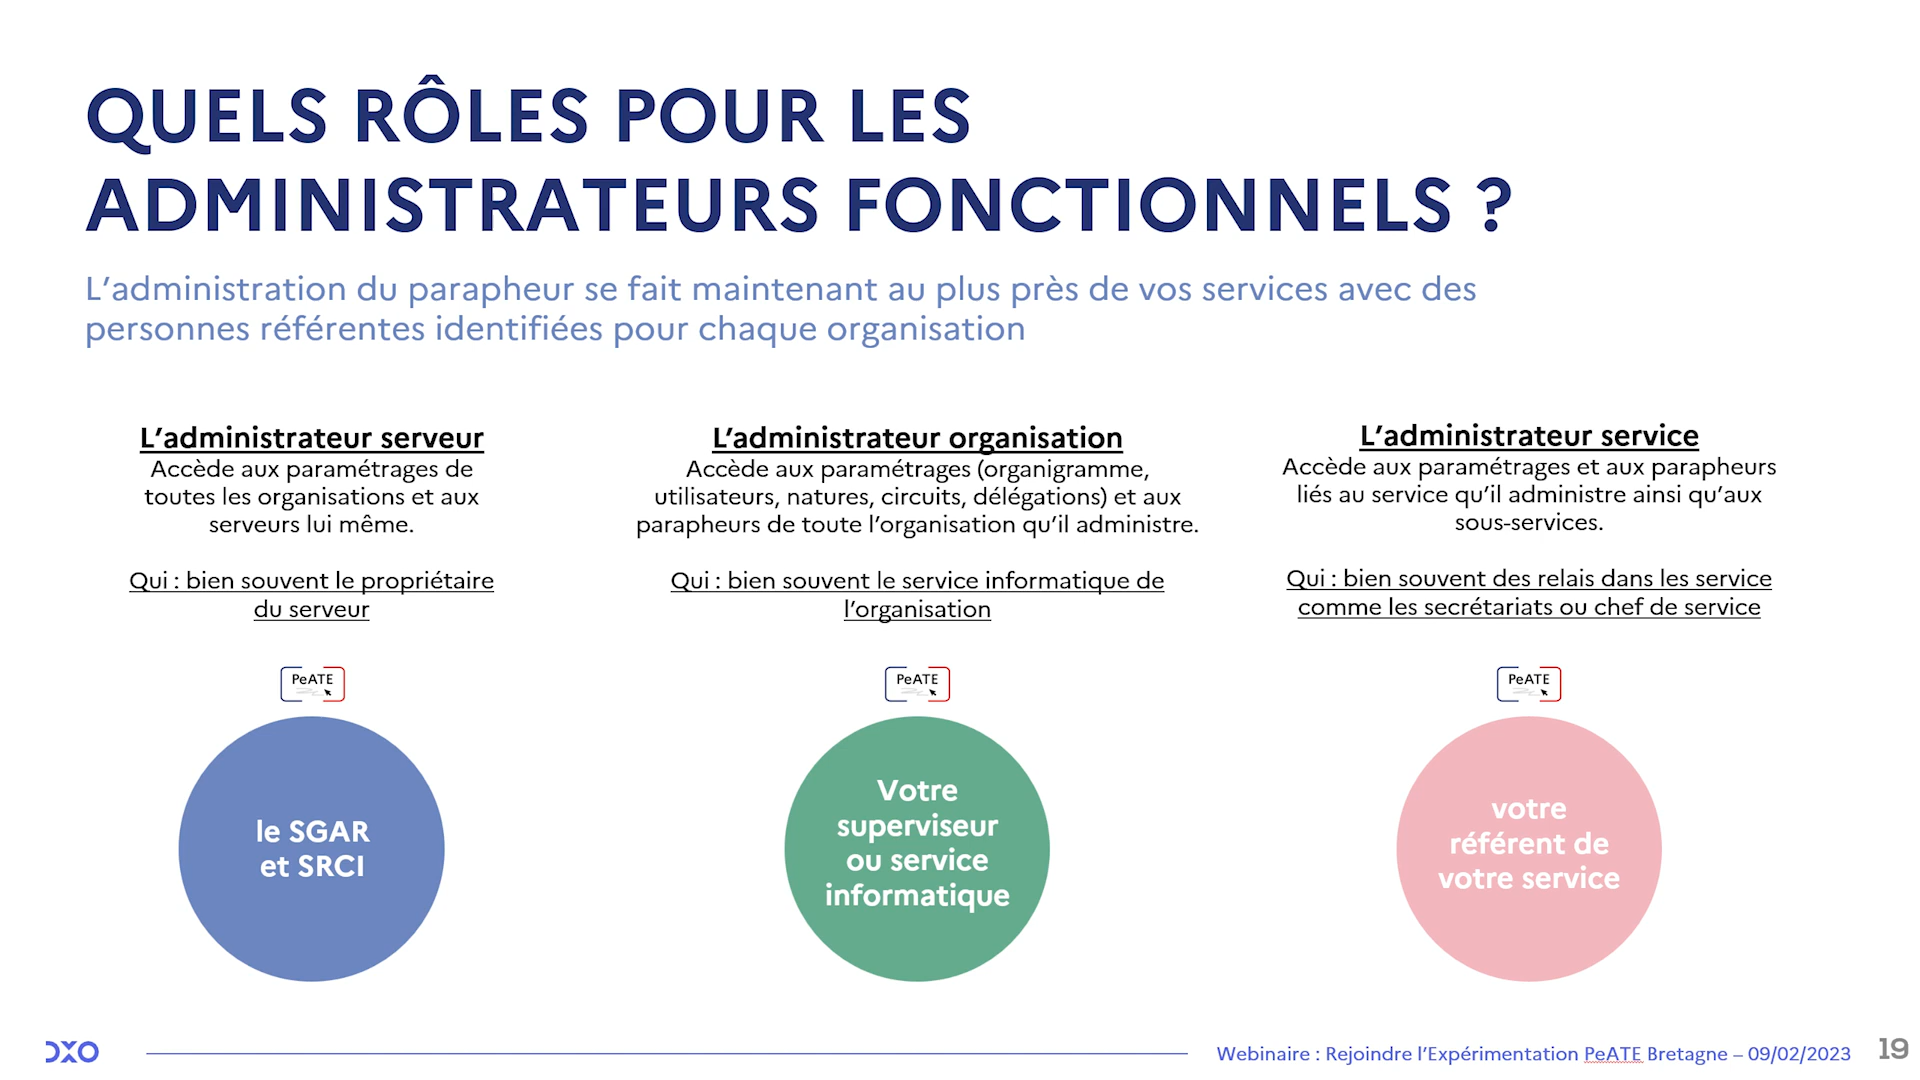 QUELS RÔLES POUR LES
ADMINISTRATEURS FONCTIONNELS ?
L’administration du parapheur se fait maintenant au plus près de vos services avec des
personnes référentes identifiées pour chaque organisation
L’administrateur serveur
Accède aux paramétrages de
toutes les organisations et aux
serveurs lui même.
Qui : bien souvent le propriétaire
du serveur
PeATE
le SGAR
et SRCI
L’administrateur organisation
Accède aux paramétrages (organigramme,
utilisateurs, natures, circuits, délégations) et aux
parapheurs de toute l’organisation qu’il administre.
Qui : bien souvent le service informatique de
l’organisation
PeATE
Votre
superviseur
ou service
informatique
L’administrateur service
Accède aux paramétrages et aux parapheurs
liés au service qu’il administre ainsi qu’aux
sous-services.
Qui : bien souvent des relais dans les service
comme les secrétariats ou chef de service
PeATE
votre
référent de
votre service
DXO
Webinaire : Rejoindre l’Expérimentation PeATE Bretagne – 09/02/2023
19